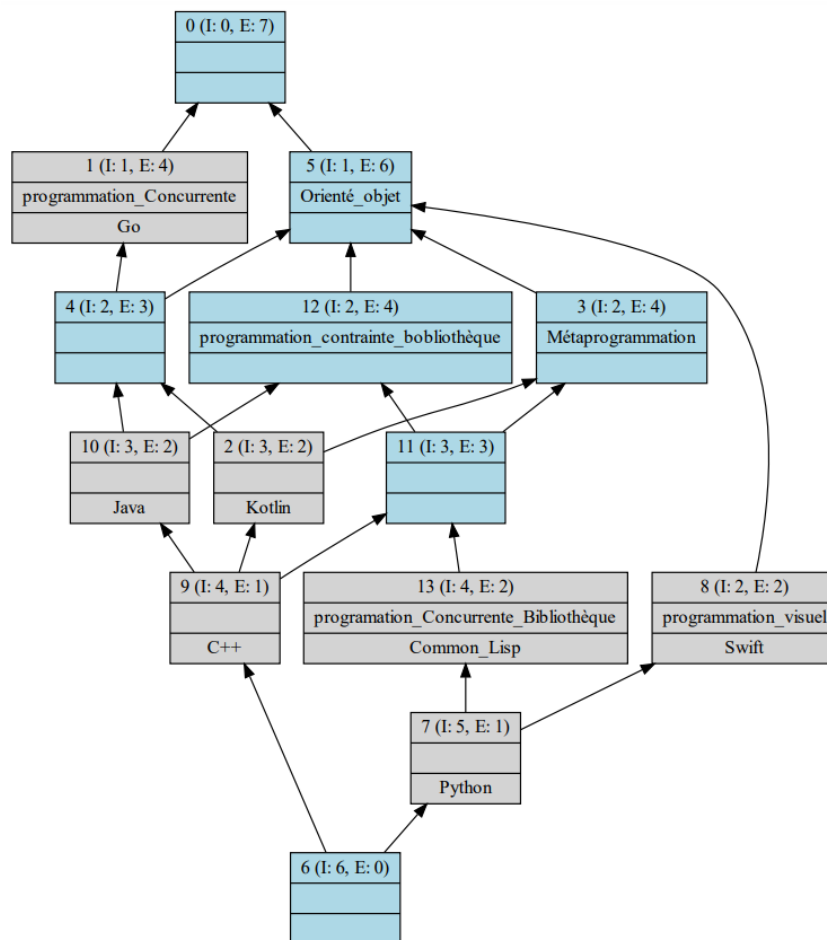 0 (I: 0, E: 7)
1 (I: 1, E: 4)
programmation_Concurrente
Go
5 (I: 1, E: 6)
Orienté_objet
4 (I: 2, E: 3)
12 (I: 2, E: 4)
programmation_contrainte_bobliothèque
3 (I: 2, E: 4)
Métaprogrammation
10 (I: 3, E: 2)
Java
2 (I: 3, E: 2)
Kotlin
11 (I: 3, E: 3)
9 (I: 4, E: 1)
C++
13 (I: 4, E: 2)
programation_Concurrente_Bibliothèque
Common_Lisp
8 (I: 2, E: 2)
programmation_visuel
Swift
7 (I: 5, E: 1)
Python
6 (I: 6, E: 0)